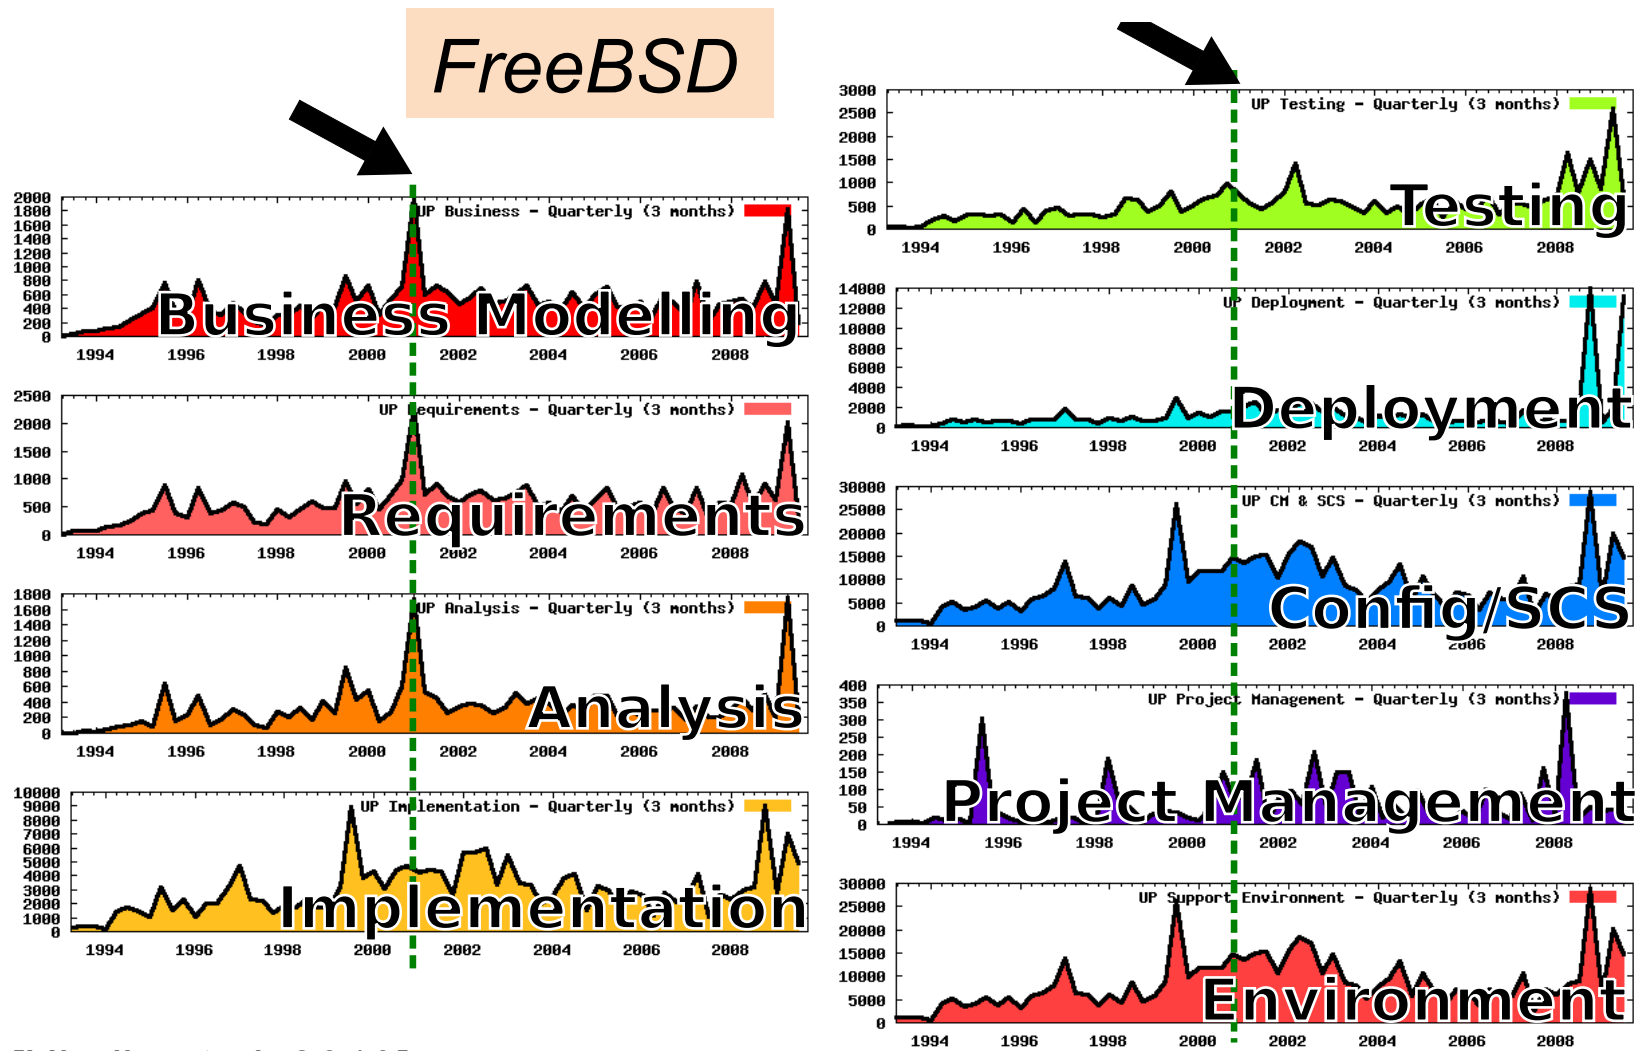 FreeBSD
UP Business - Quarterly (3 months)
2000
1800
1600
1400
1200
1000
800
600
400
200
0
Business Modelling
1994 1996 1998 2000 2002 2004 2006 2008
UP Requirements - Quarterly (3 months)
2500
2000
1500
1000
500
0
Requirements
1994 1996 1998 2000 2002 2004 2006 2008
UP Analysis - Quarterly (3 months)
1800
1600
1400
1200
1000
800
600
400
200
0
Analysis
1994 1996 1998 2000 2002 2004 2006 2008
UP Implementation - Quarterly (3 months)
10000
9000
8000
7000
6000
5000
4000
3000
2000
1000
0
Implementation
1994 1996 1998 2000 2002 2004 2006 2008
UP Testing - Quarterly (3 months)
3000
2500
2000
1500
1000
500
0
Testing
1994 1996 1998 2000 2002 2004 2006 2008
UP Deployment - Quarterly (3 months)
14000
12000
10000
8000
6000
4000
2000
0
Deployment
1994 1996 1998 2000 2002 2004 2006 2008
UP CM & SCS - Quarterly (3 months)
30000
25000
20000
15000
10000
5000
0
Config/SCS
1994 1996 1998 2000 2002 2004 2006 2008
UP Project Management - Quarterly (3 months)
400
350
300
250
200
150
100
50
0
Project Management
1994 1996 1998 2000 2002 2004 2006 2008
UP Support Environment - Quarterly (3 months)
30000
25000
20000
15000
10000
5000
0
Environment
1994 1996 1998 2000 2002 2004 2006 2008